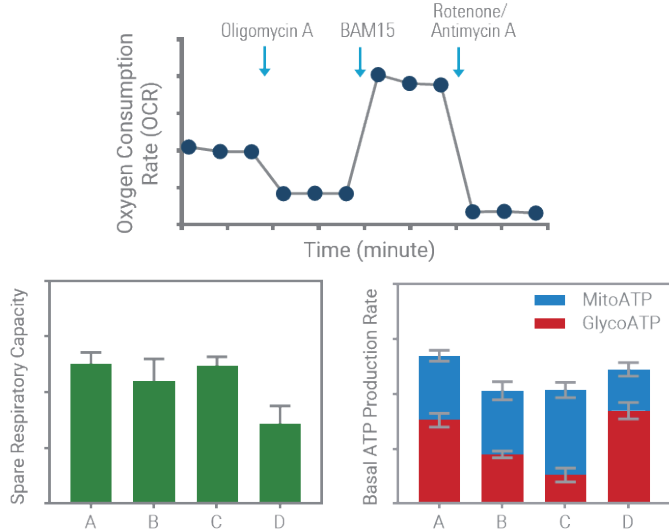 Oligomycin A
BAM15
Rotenone/
Antimycin A
Oxygen Consumption
Rate (OCR)
Time (minute)
Spare Respiratory Capacity
A B C D
Basal ATP Production Rate
MitoATP
GlycoATP
A B C D